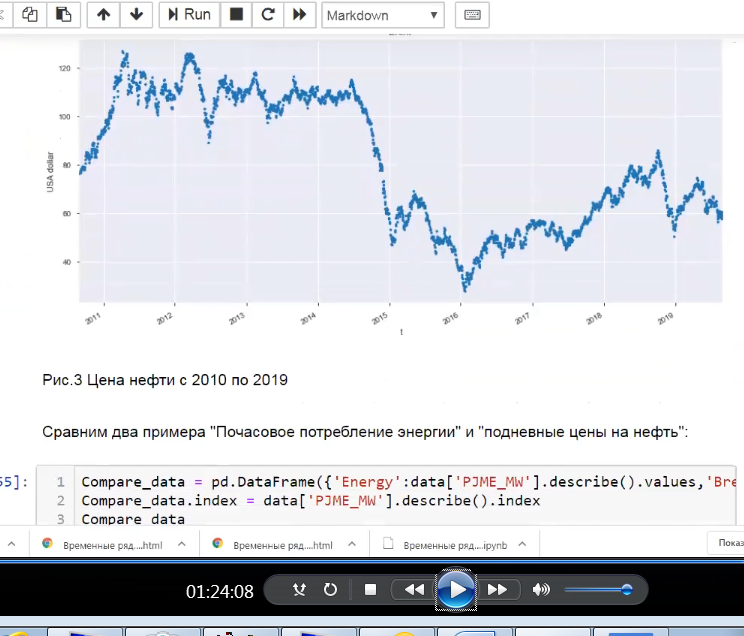 Run
Markdown
120
100
80
60
40
USA dollar
2011
2012
2013
2014
2015
2016
2017
2018
2019
t
Рис.3 Цена нефти с 2010 по 2019
Сравним два примера "Почасовое потребление энергии" и "подневные цены на нефть":
55]:
1 Compare_data = pd.DataFrame({'Energy':data['PJME_MW'].describe().values,'Bre
2 Compare_data.index = data['PJME_MW'].describe().index
3 Compare_data
Временные ряд....html
Временные ряд....html
Временные ряд....ipynb
Показ
01:24:08